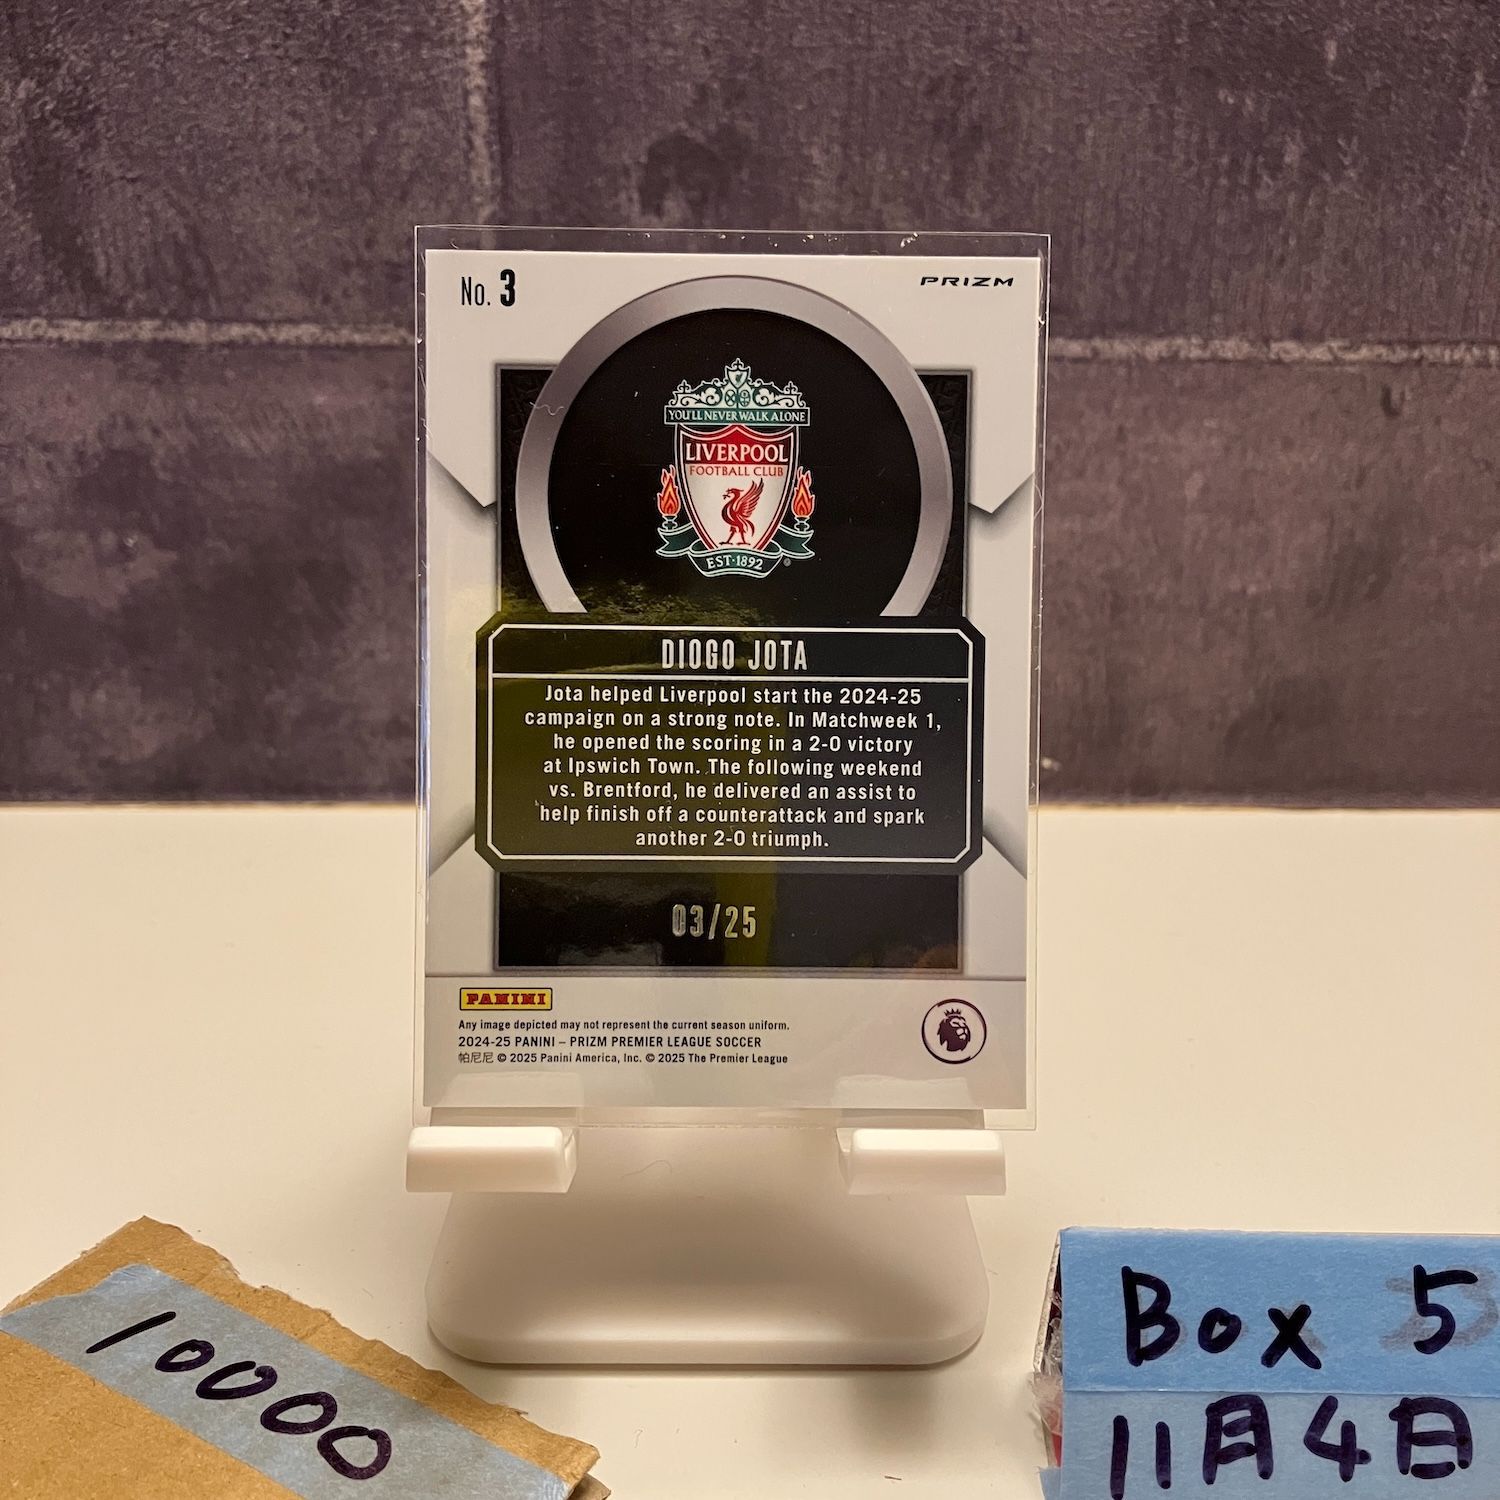 No. 3
PRIZM
YOU'LL NEVER WALK ALONE
LIVERPOOL
FOOTBALL CLUB
EST·1892
DIOGO JOTA
Jota helped Liverpool start the 2024-25
campaign on a strong note. In Matchweek 1,
he opened the scoring in a 2-0 victory
at Ipswich Town. The following weekend
vs. Brentford, he delivered an assist to
help finish off a counterattack and spark
another 2-0 triumph.
03/25
PANINI
Any image depicted may not represent the current season uniform.
2024-25 PANINI – PRIZM PREMIER LEAGUE SOCCER
帕尼尼 © 2025 Panini America, Inc. © 2025 The Premier League
10000
Box 5
11月4日